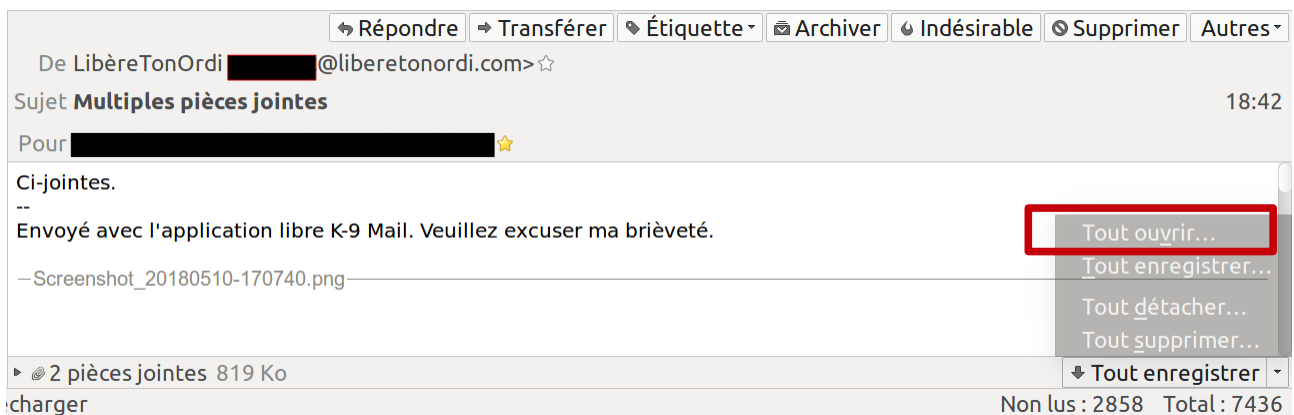 Répondre Transférer Étiquette Archiver Indésirable Supprimer Autres
De LibèreTonOrdi @liberetonordi.com>
Sujet Multiples pièces jointes 18:42
Pour
Ci-jointes.
--
Envoyé avec l'application libre K-9 Mail. Veuillez excuser ma brièveté.
Tout ouvrir...
Screenshot_20180510-170740.png
Tout enregistrer...
Tout détacher...
Tout supprimer...
2 pièces jointes 819 Ko Tout enregistrer
charger Non lus : 2858 Total : 7436